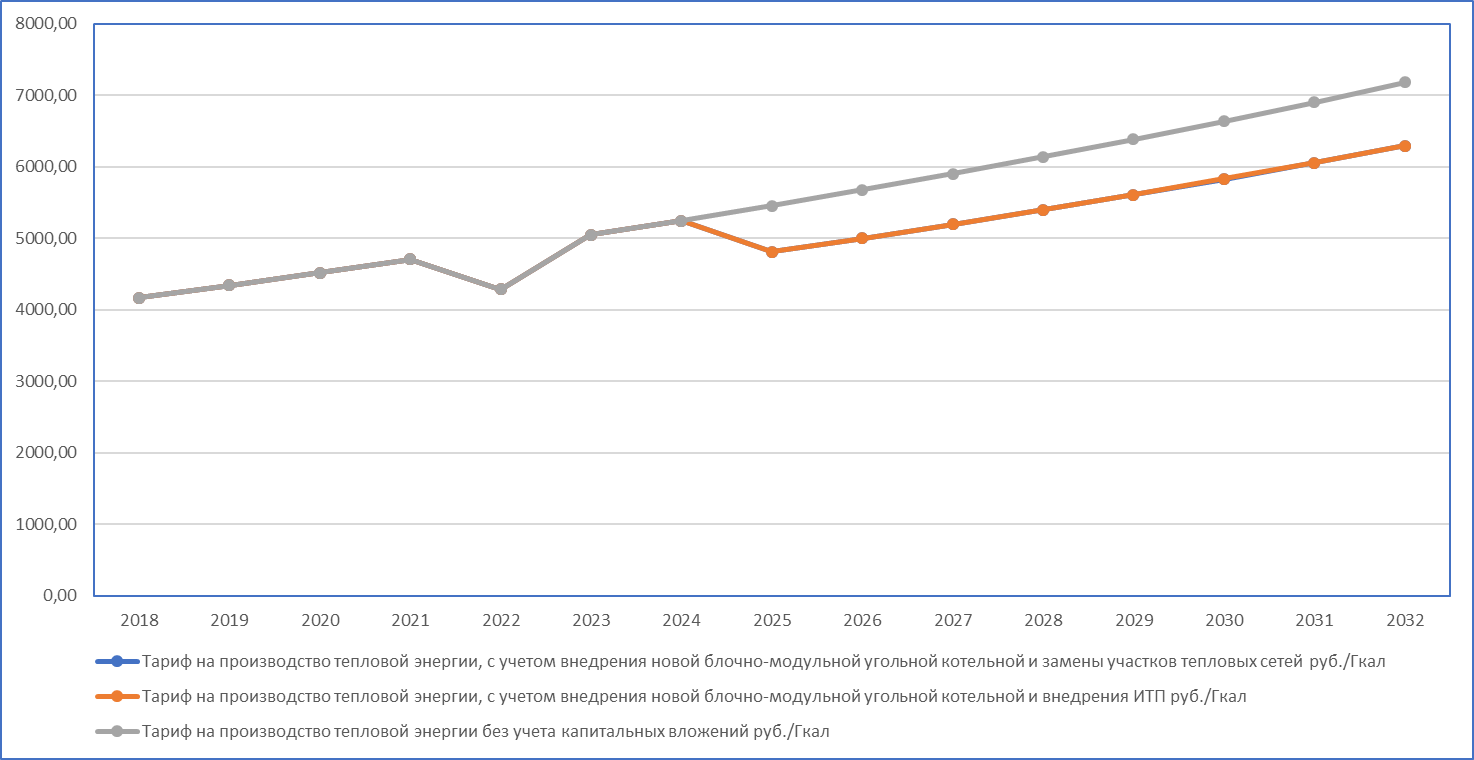 8000,00
7000,00
6000,00
5000,00
4000,00
3000,00
2000,00
1000,00
0,00
2018 2019 2020 2021 2022 2023 2024 2025 2026 2027 2028 2029 2030 2031 2032
Тариф на производство тепловой энергии, с учетом внедрения новой блочно-модульной угольной котельной и замены участков тепловых сетей руб./Гкал
Тариф на производство тепловой энергии, с учетом внедрения новой блочно-модульной угольной котельной и внедрения ИТП руб./Гкал
Тариф на производство тепловой энергии без учета капитальных вложений руб./Гкал